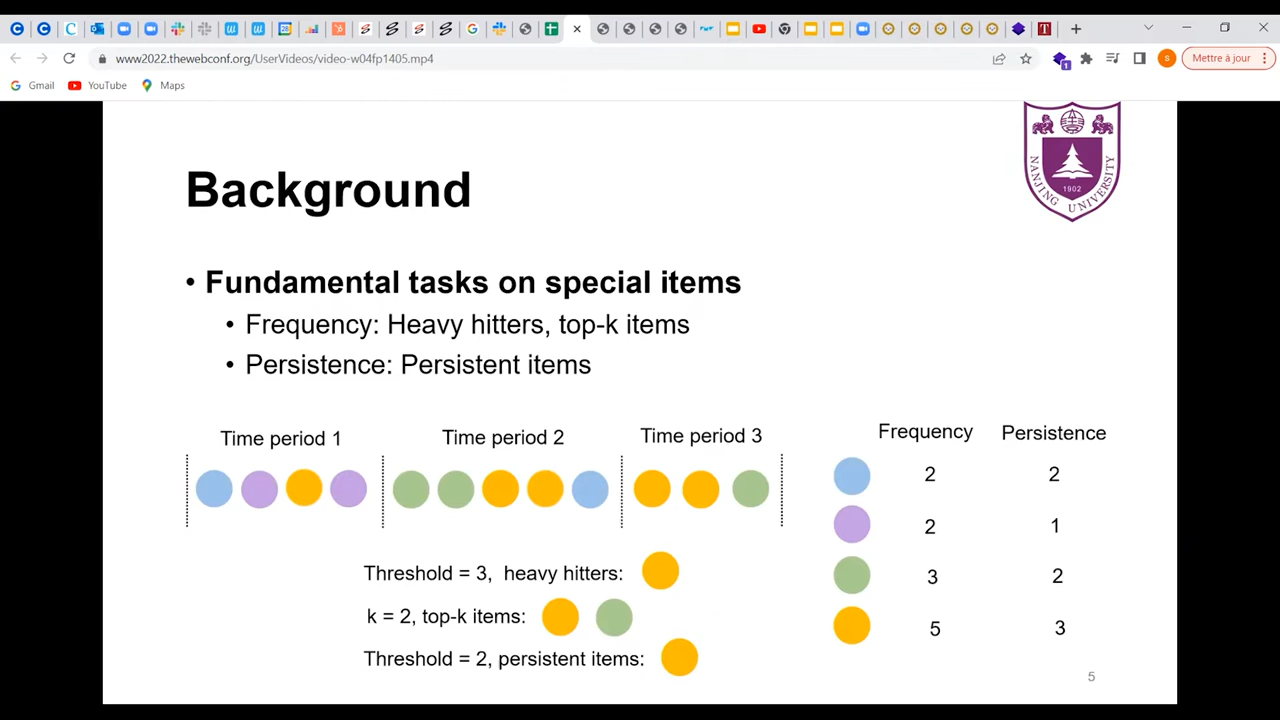 28
www2022.thewebconf.org/UserVideos/video-w04fp1405.mp4
1
S
Mettre à jour
Gmail
YouTube
Maps
NANJING UNIVERSITY
1902
Background
• Fundamental tasks on special items
• Frequency: Heavy hitters, top-k items
• Persistence: Persistent items
Time period 1 Time period 2 Time period 3
Frequency Persistence
2 2
2 1
3 2
5 3
Threshold = 3, heavy hitters:
k = 2, top-k items:
Threshold = 2, persistent items:
5